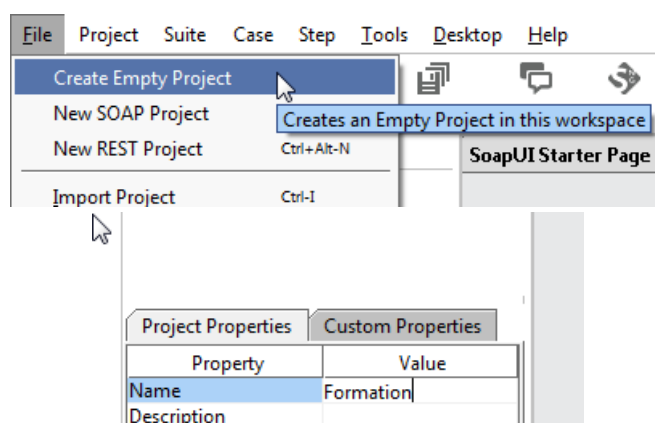 File Project Suite Case Step Tools Desktop Help
Create Empty Project
New SOAP Project
Creates an Empty Project in this workspace
New REST Project Ctrl+Alt-N
SoapUI Starter Page
Import Project Ctrl-I
Project Properties Custom Properties
Property Value
Name Formation
Description